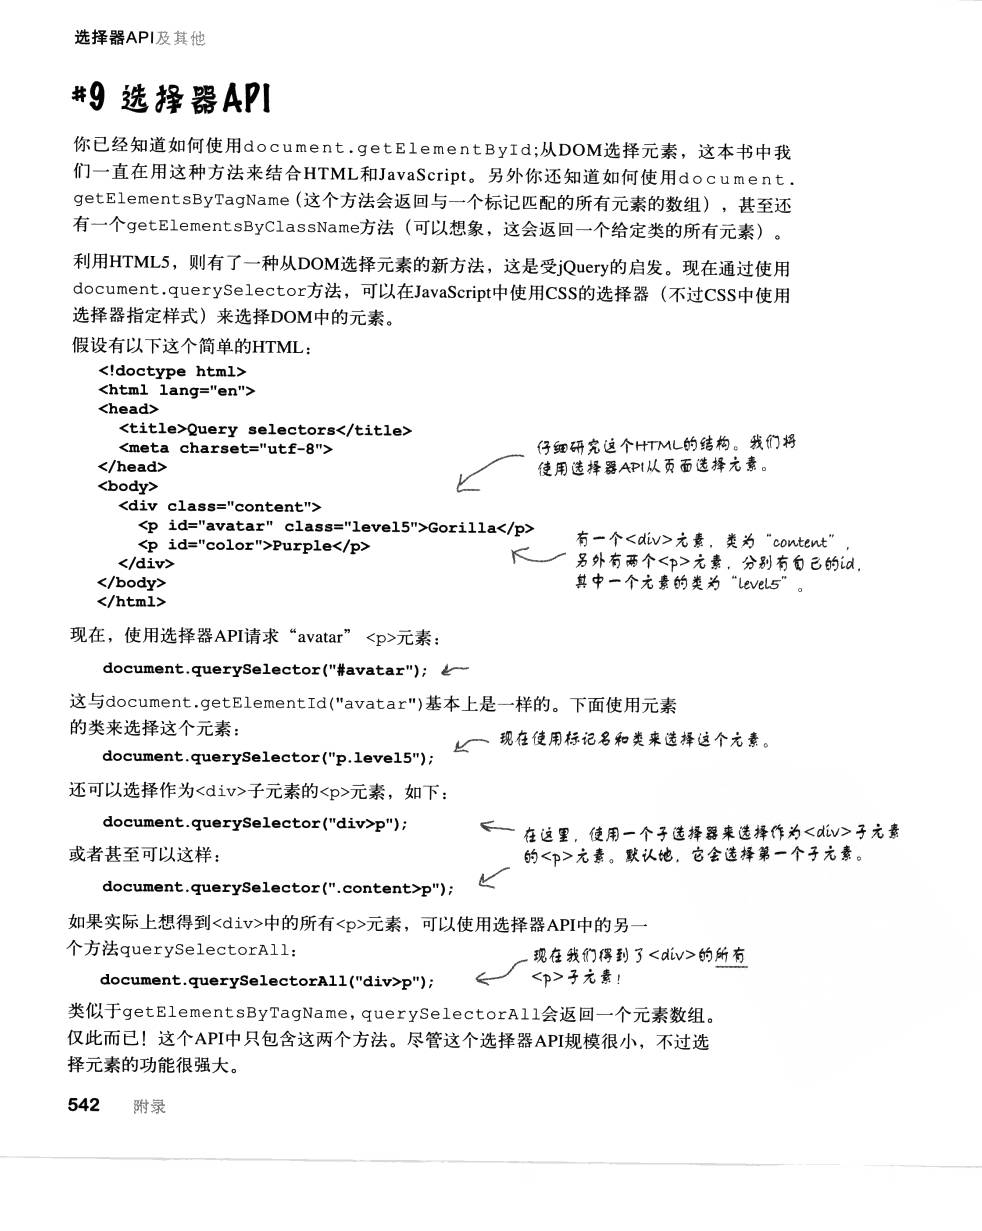 选择器API及其他
#9 选择器API
你已经知道如何使用document.getElementById;从DOM选择元素，这本书中我
们一直在用这种方法来结合HTML和JavaScript。另外你还知道如何使用document.
getElementsByTagName（这个方法会返回与一个标记匹配的所有元素的数组），甚至还
有一个getElementsByClassName方法（可以想象，这会返回一个给定类的所有元素）。
利用HTML5，则有了一种从DOM选择元素的新方法，这是受jQuery的启发。现在通过使用
document.querySelector方法，可以在JavaScript中使用CSS的选择器（不过CSS中使用
选择器指定样式）来选择DOM中的元素。
假设有以下这个简单的HTML：
<!doctype html>
<html lang="en">
<head>
<title>Query selectors</title>
<meta charset="utf-8">
</head>
<body>
<div class="content">
<p id="avatar" class="level5">Gorilla</p>
<p id="color">Purple</p>
</div>
</body>
</html>
仔细研究这个HTML的结构。我们将
使用选择器API从页面选择元素。
有一个<div>元素，类为“content”，
另外有两个<p>元素，分别有自己的id，
其中一个元素的类为“level5”。
现在，使用选择器API请求“avatar” <p>元素：
document.querySelector("#avatar");
这与document.getElementId("avatar")基本上是一样的。下面使用元素
的类来选择这个元素：
document.querySelector("p.level5");
现在使用标记名和类来选择这个元素。
还可以选择作为<div>子元素的<p>元素，如下：
document.querySelector("div>p");
在这里，使用一个子选择器来选择作为<div>子元素
的<p>元素。默认地，它会选择第一个子元素。
或者甚至可以这样：
document.querySelector(".content>p");
如果实际上想得到<div>中的所有<p>元素，可以使用选择器API中的另一
个方法querySelectorAll：
现在我们得到了<div>的所有
<p>子元素！
document.querySelectorAll("div>p");
类似于getElementsByTagName，querySelectorAll会返回一个元素数组。
仅此而已！这个API中只包含这两个方法。尽管这个选择器API规模很小，不过选
择元素的功能很强大。
542 附录